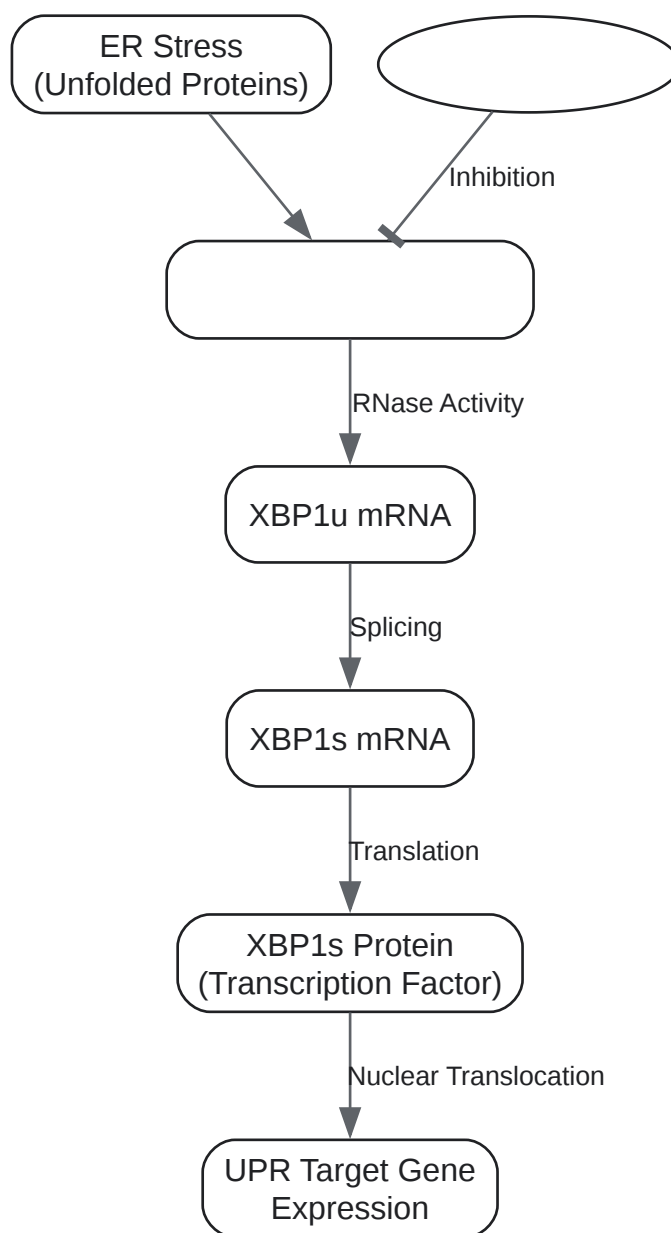 ER Stress
(Unfolded Proteins)
Inhibition
RNase Activity
XBP1u mRNA
Splicing
XBP1s mRNA
Translation
XBP1s Protein
(Transcription Factor)
Nuclear Translocation
UPR Target Gene
Expression